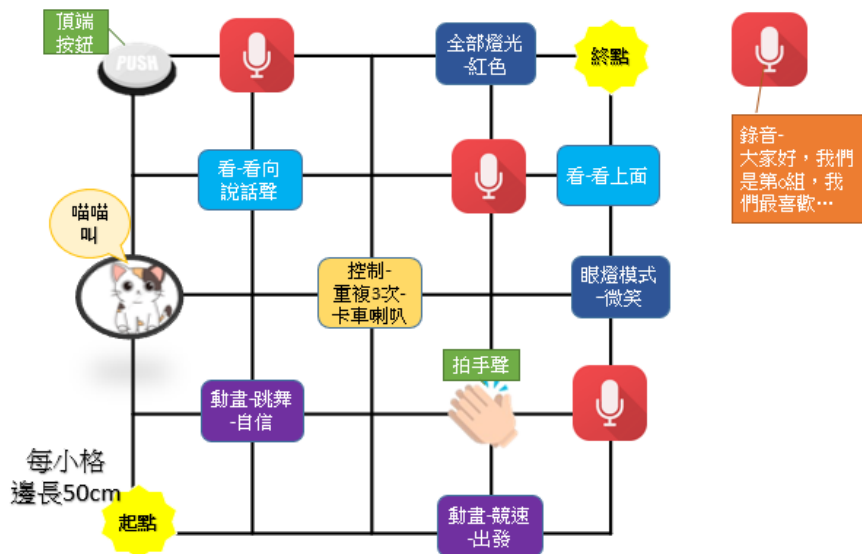 頂端
按鈕
PUSH
全部燈光
-紅色
終點
錄音-
大家好，我們
是第o組，我
們最喜歡…
看-看向
說話聲
看-看上面
喵喵
叫
控制-
重複3次-
卡車喇叭
眼燈模式
-微笑
拍手聲
動畫-跳舞
-自信
每小格
邊長50cm
起點
動畫-競速
-出發